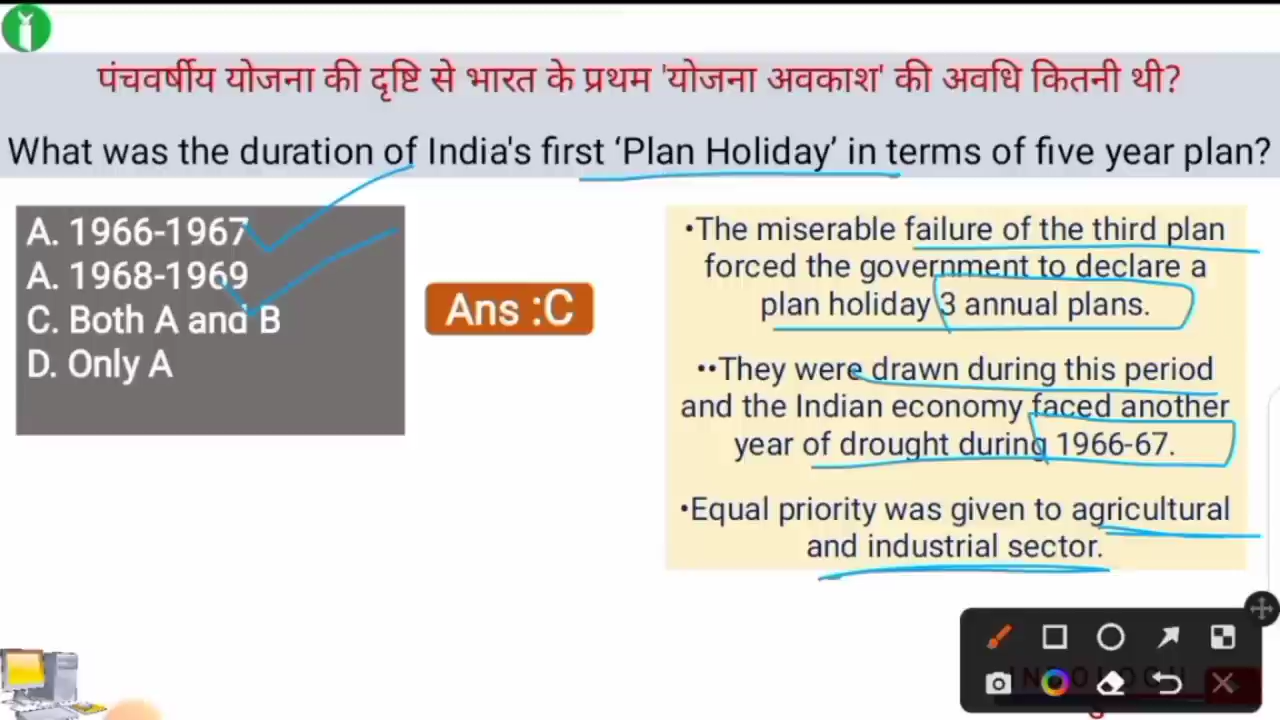 पंचवर्षीय योजना की दृष्टि से भारत के प्रथम 'योजना अवकाश' की अवधि कितनी थी?
What was the duration of India's first ‘Plan Holiday’ in terms of five year plan?
A. 1966-1967
A. 1968-1969
C. Both A and B
D. Only A
Ans :C
•The miserable failure of the third plan
forced the government to declare a
plan holiday 3 annual plans.
••They were drawn during this period
and the Indian economy faced another
year of drought during 1966-67.
•Equal priority was given to agricultural
and industrial sector.